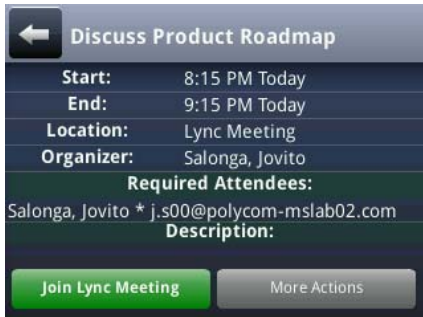 Discuss Product Roadmap
Start: 8:15 PM Today
End: 9:15 PM Today
Location: Lync Meeting
Organizer: Salonga, Jovito
Required Attendees:
Salonga, Jovito * j.s00@polycom-mslab02.com
Description:
Join Lync Meeting More Actions